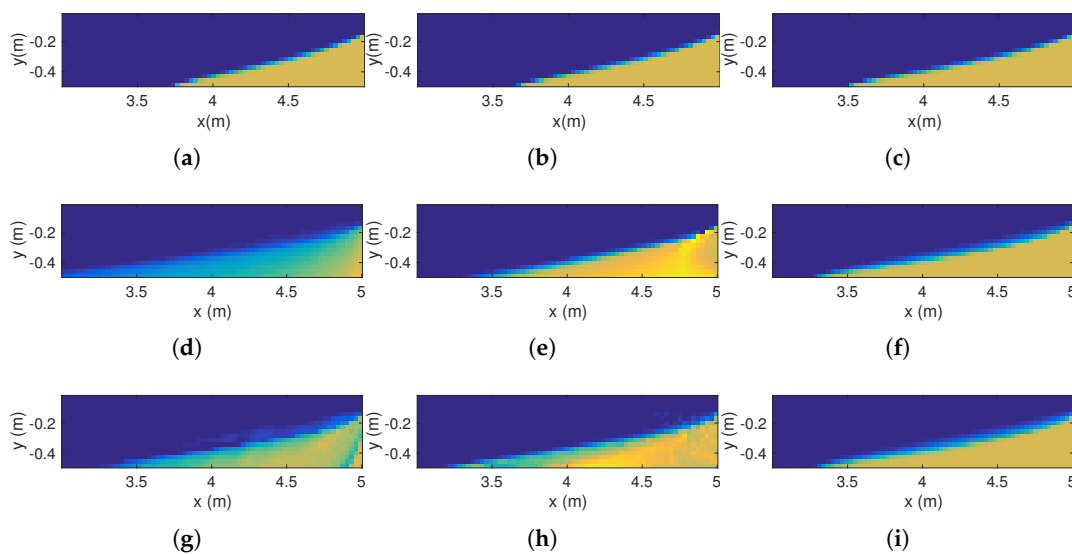 -0.2 -0.2 -0.2
-0.4 -0.4 -0.4
y(m) y(m) y(m)
3.5 4 4.5 3.5 4 4.5 3.5 4 4.5
x(m) x(m) x(m)
(a) (b) (c)
-0.2 -0.2 -0.2
-0.4 -0.4 -0.4
y (m) y (m) y (m)
3.5 4 4.5 5 3.5 4 4.5 5 3.5 4 4.5 5
x (m) x (m) x (m)
(d) (e) (f)
-0.2 -0.2 -0.2
-0.4 -0.4 -0.4
y (m) y (m) y (m)
3.5 4 4.5 5 3.5 4 4.5 5 3.5 4 4.5 5
x (m) x (m) x (m)
(g) (h) (i)